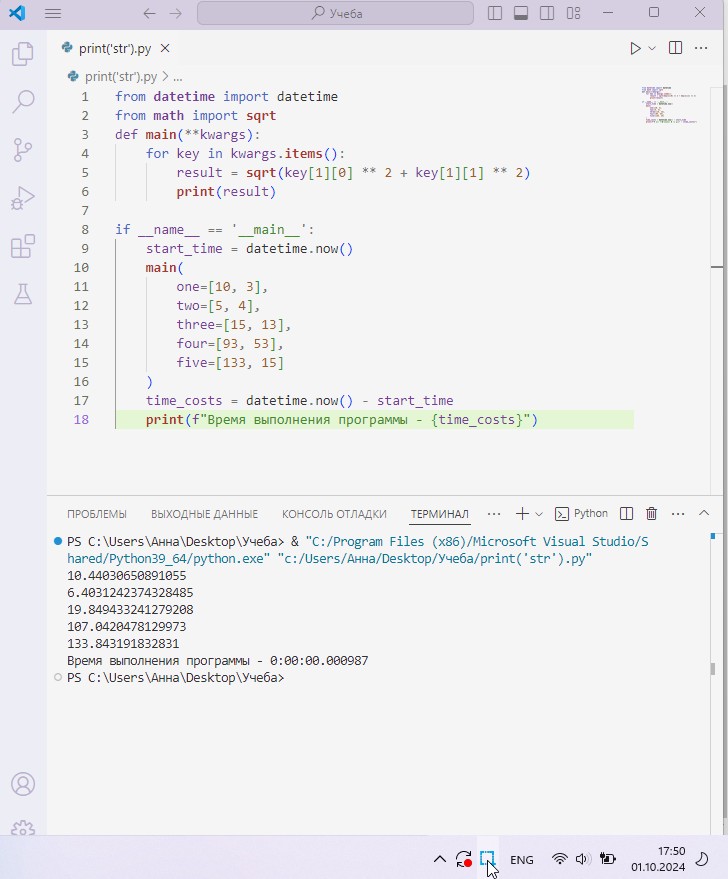 Учеба
print('str').py
print('str').py > ...
1 from datetime import datetime
2 from math import sqrt
3 def main(**kwargs):
4 for key in kwargs.items():
5 result = sqrt(key[1][0] ** 2 + key[1][1] ** 2)
6 print(result)
7
8 if __name__ == '__main__':
9 start_time = datetime.now()
10 main(
11 one=[10, 3],
12 two=[5, 4],
13 three=[15, 13],
14 four=[93, 53],
15 five=[133, 15]
16 )
17 time_costs = datetime.now() - start_time
18 print(f"Время выполнения программы - {time_costs}")
ПРОБЛЕМЫ ВЫХОДНЫЕ ДАННЫЕ КОНСОЛЬ ОТЛАДКИ ТЕРМИНАЛ ... Python ...
PS C:\Users\Анна\Desktop\Учеба> & "C:/Program Files (x86)/Microsoft Visual Studio/S
hared/Python39_64/python.exe" "c:/Users/Анна/Desktop/Учеба/print('str').py"
10.44030650891055
6.4031242374328485
19.849433241279208
107.0420478129973
133.843191832831
Время выполнения программы - 0:00:00.000987
PS C:\Users\Анна\Desktop\Учеба>
ENG
17:50
01.10.2024